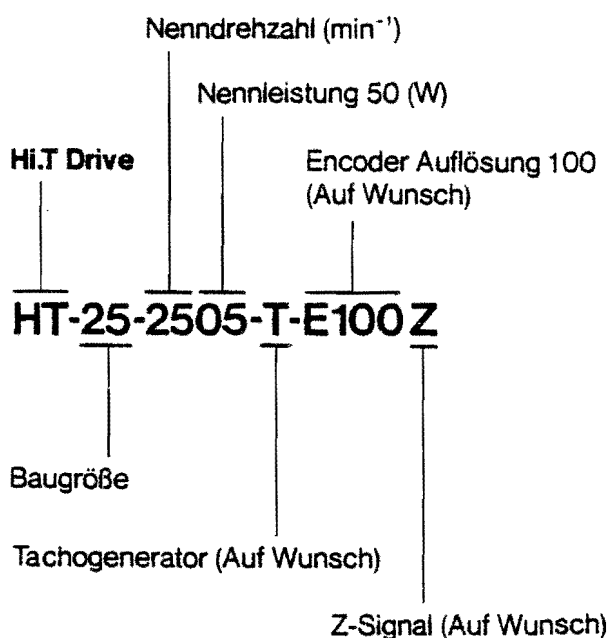 Nenndrehzahl (min⁻¹)
Nennleistung 50 (W)
Hi.T Drive
Encoder Auflösung 100
(Auf Wunsch)
HT-25-2505-T-E100 Z
Baugröße
Tachogenerator (Auf Wunsch)
Z-Signal (Auf Wunsch)